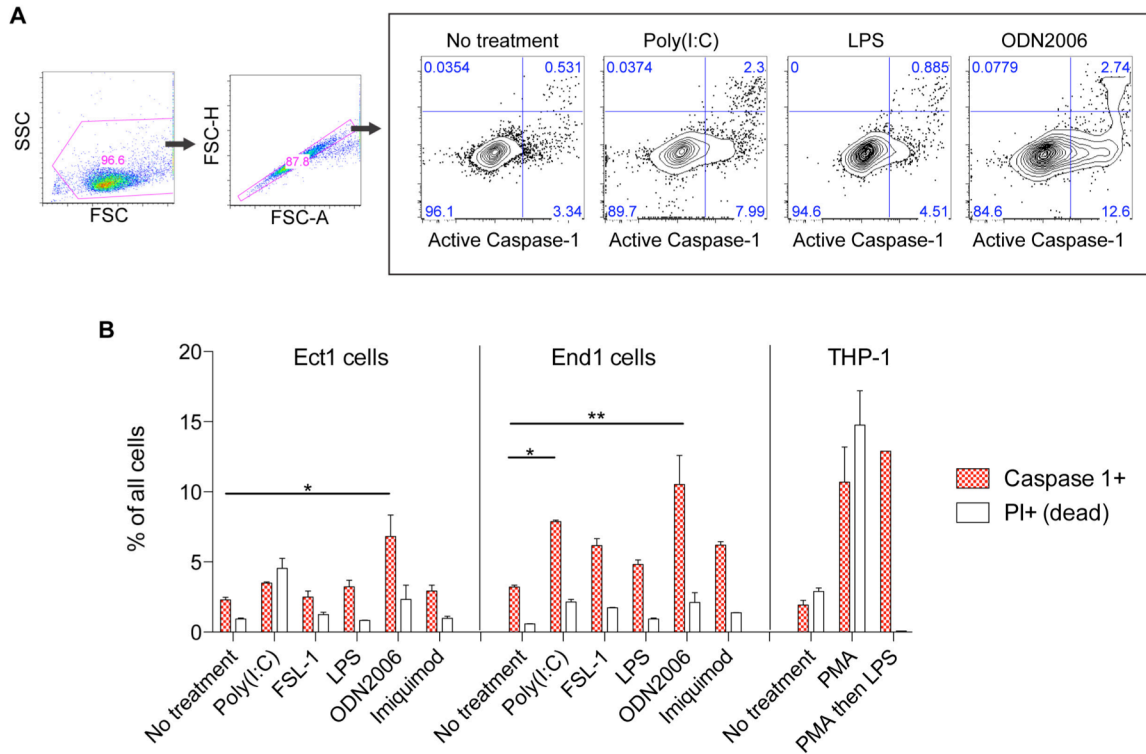 A
SSC
96.6
FSC
FSC-H
87.8
FSC-A
No treatment
0.0354 0.531
96.1 3.34
Active Caspase-1
Poly(I:C)
0.0374 2.3
89.7 7.99
Active Caspase-1
LPS
0 0.885
94.6 4.51
Active Caspase-1
ODN2006
0.0779 2.74
84.6 12.6
Active Caspase-1
B
% of all cells
20
15
10
5
0
Ect1 cells
*
No treatment
Poly(I:C)
FSL-1
LPS
ODN2006
Imiquimod
End1 cells
**
*
No treatment
Poly(I:C)
FSL-1
LPS
ODN2006
Imiquimod
THP-1
No treatment
PMA
PMA then LPS
Caspase 1+
PI+ (dead)